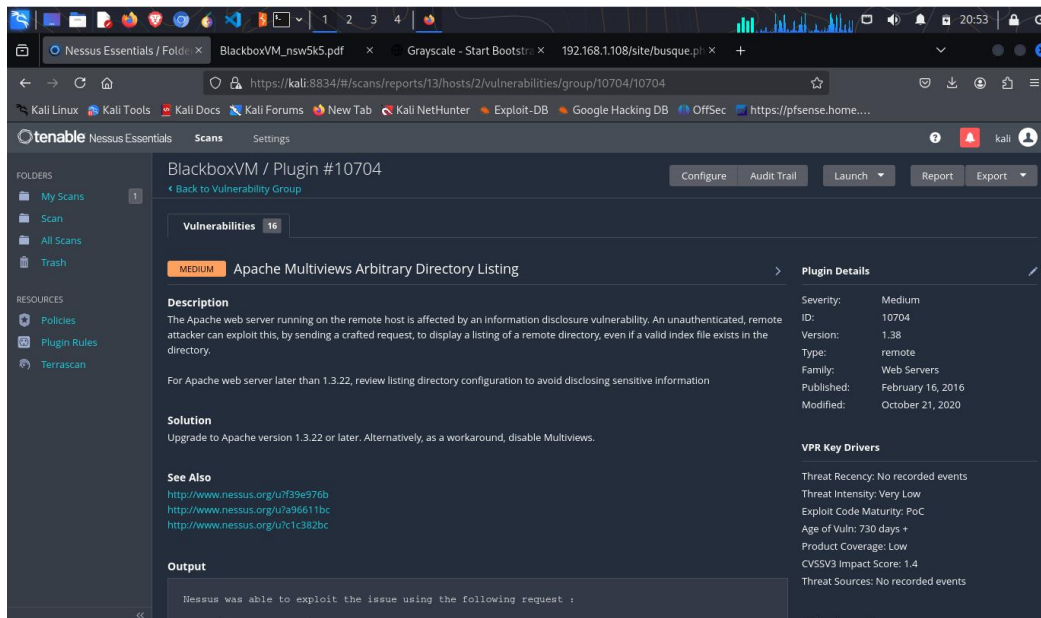 1 2 3 4
20:53
Nessus Essentials / Folde ×
BlackboxVM_nsw5k5.pdf ×
Grayscale - Start Bootstra ×
192.168.1.108/site/busque.ph ×
+
https://kali:8834/#/scans/reports/13/hosts/2/vulnerabilities/group/10704/10704
Kali Linux Kali Tools Kali Docs Kali Forums New Tab Kali NetHunter Exploit-DB Google Hacking DB OffSec https://pfsense.home....
tenable Nessus Essentials Scans Settings kali
FOLDERS
My Scans 1
Scan
All Scans
Trash
RESOURCES
Policies
Plugin Rules
Terrascan
BlackboxVM / Plugin #10704
Back to Vulnerability Group
Configure Audit Trail Launch Report Export
Vulnerabilities 16
MEDIUM Apache Multiviews Arbitrary Directory Listing
Description
The Apache web server running on the remote host is affected by an information disclosure vulnerability. An unauthenticated, remote
attacker can exploit this, by sending a crafted request, to display a listing of a remote directory, even if a valid index file exists in the
directory.
For Apache web server later than 1.3.22, review listing directory configuration to avoid disclosing sensitive information
Solution
Upgrade to Apache version 1.3.22 or later. Alternatively, as a workaround, disable Multiviews.
See Also
http://www.nessus.org/u?f39e976b
http://www.nessus.org/u?a96611bc
http://www.nessus.org/u?c1c382bc
Output
Nessus was able to exploit the issue using the following request :
Plugin Details
Severity: Medium
ID: 10704
Version: 1.38
Type: remote
Family: Web Servers
Published: February 16, 2016
Modified: October 21, 2020
VPR Key Drivers
Threat Recency: No recorded events
Threat Intensity: Very Low
Exploit Code Maturity: PoC
Age of Vuln: 730 days +
Product Coverage: Low
CVSSV3 Impact Score: 1.4
Threat Sources: No recorded events